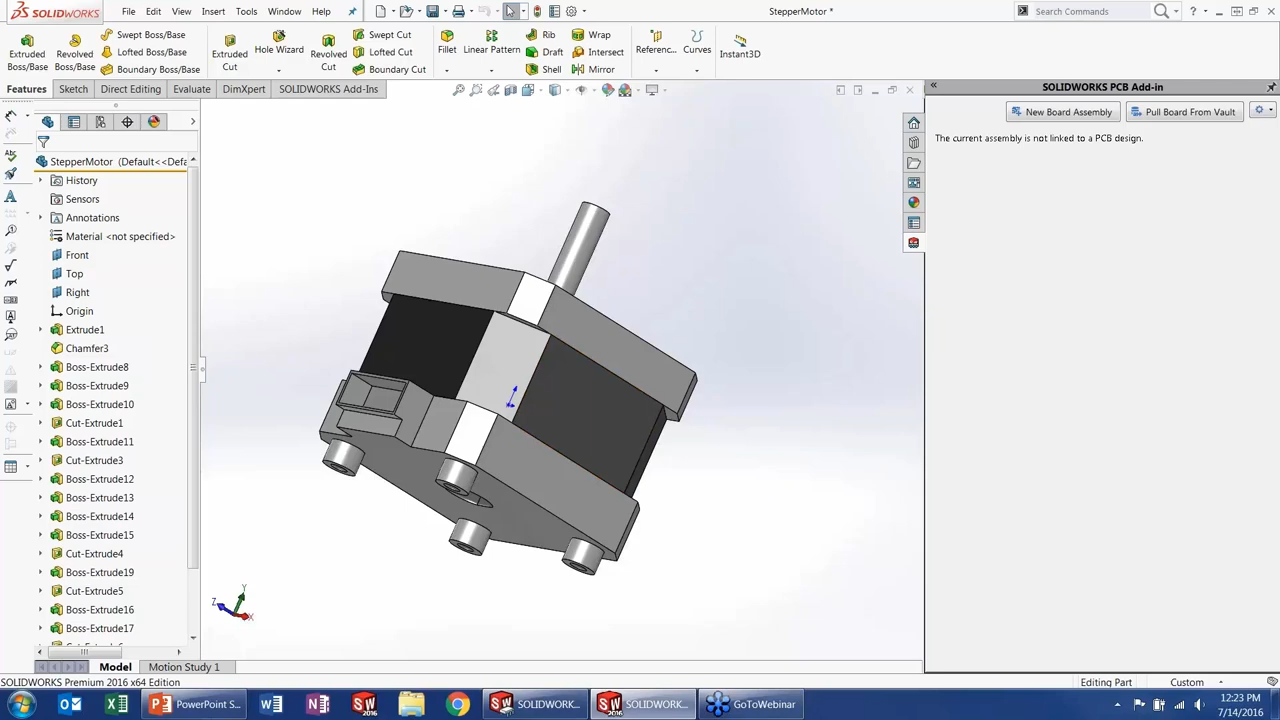 SOLIDWORKS
File
Edit
View
Insert
Tools
Window
Help
StepperMotor *
Search Commands
Extruded Boss/Base
Revolved Boss/Base
Swept Boss/Base
Lofted Boss/Base
Boundary Boss/Base
Extruded Cut
Hole Wizard
Revolved Cut
Swept Cut
Lofted Cut
Boundary Cut
Fillet
Linear Pattern
Rib
Draft
Shell
Wrap
Intersect
Mirror
Referenc...
Curves
Instant3D
Features
Sketch
Direct Editing
Evaluate
DimXpert
SOLIDWORKS Add-Ins
SOLIDWORKS PCB Add-in
New Board Assembly
Pull Board From Vault
The current assembly is not linked to a PCB design.
StepperMotor (Default<<Defa
History
Sensors
Annotations
Material <not specified>
Front
Top
Right
Origin
Extrude1
Chamfer3
Boss-Extrude8
Boss-Extrude9
Boss-Extrude10
Cut-Extrude1
Boss-Extrude11
Cut-Extrude3
Boss-Extrude12
Boss-Extrude13
Boss-Extrude14
Boss-Extrude15
Cut-Extrude4
Boss-Extrude19
Cut-Extrude5
Boss-Extrude16
Boss-Extrude17
Y
Z
X
Model
Motion Study 1
SOLIDWORKS Premium 2016 x64 Edition
Editing Part
Custom
PowerPoint S...
SOLIDWORK...
SOLIDWORK...
GoToWebinar
12:23 PM
7/14/2016